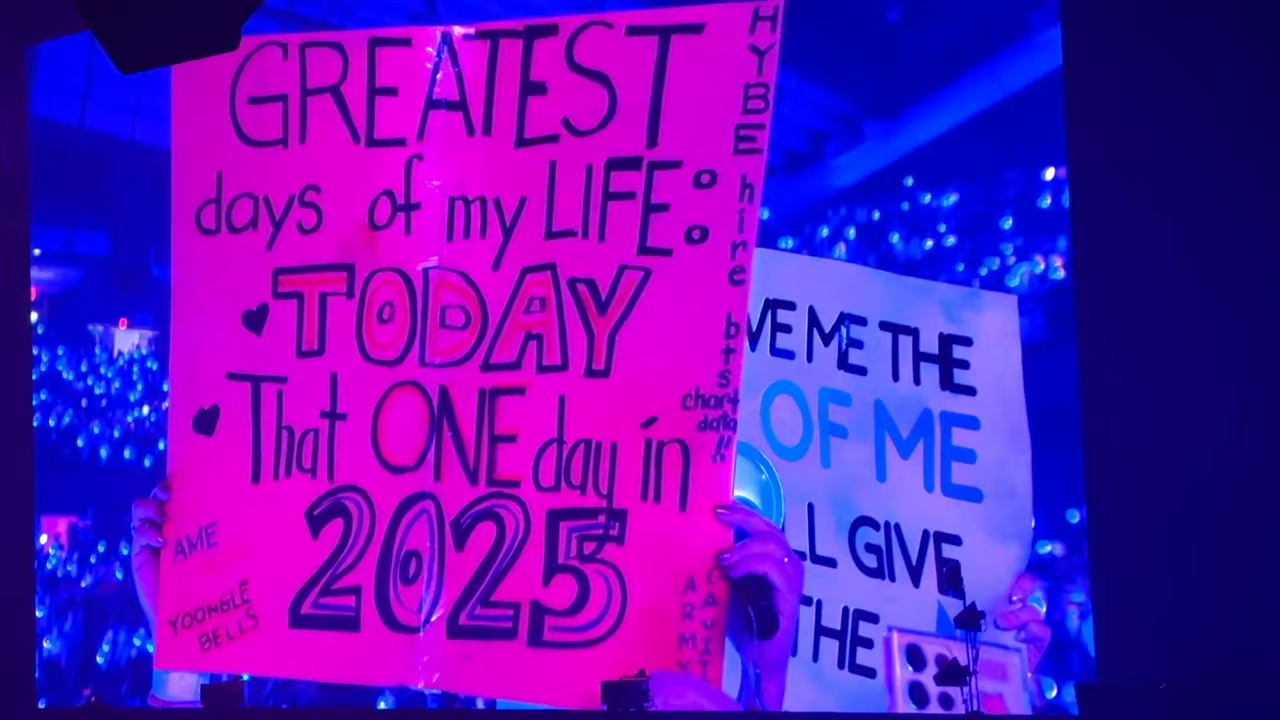 GREATEST
days of my LIFE:
TODAY
That ONE day in
2025
AME
YOONGLE
BELLS
HYBE hire bts
chart
data!!
ARMY
CAVITE
VE ME THE
OF ME
LL GIVE
THE